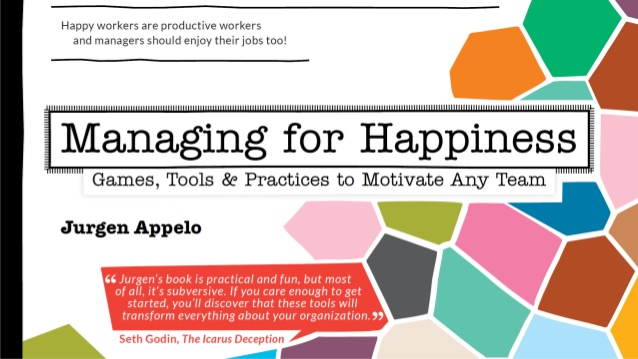 Happy workers are productive workers
and managers should enjoy their jobs too!
Managing for Happiness
Games, Tools & Practices to Motivate Any Team
Jurgen Appelo
“Jurgen’s book is practical and fun, but most
of all, it’s subversive. If you care enough to get
started, you’ll discover that these tools will
transform everything about your organization.”
Seth Godin, The Icarus Deception